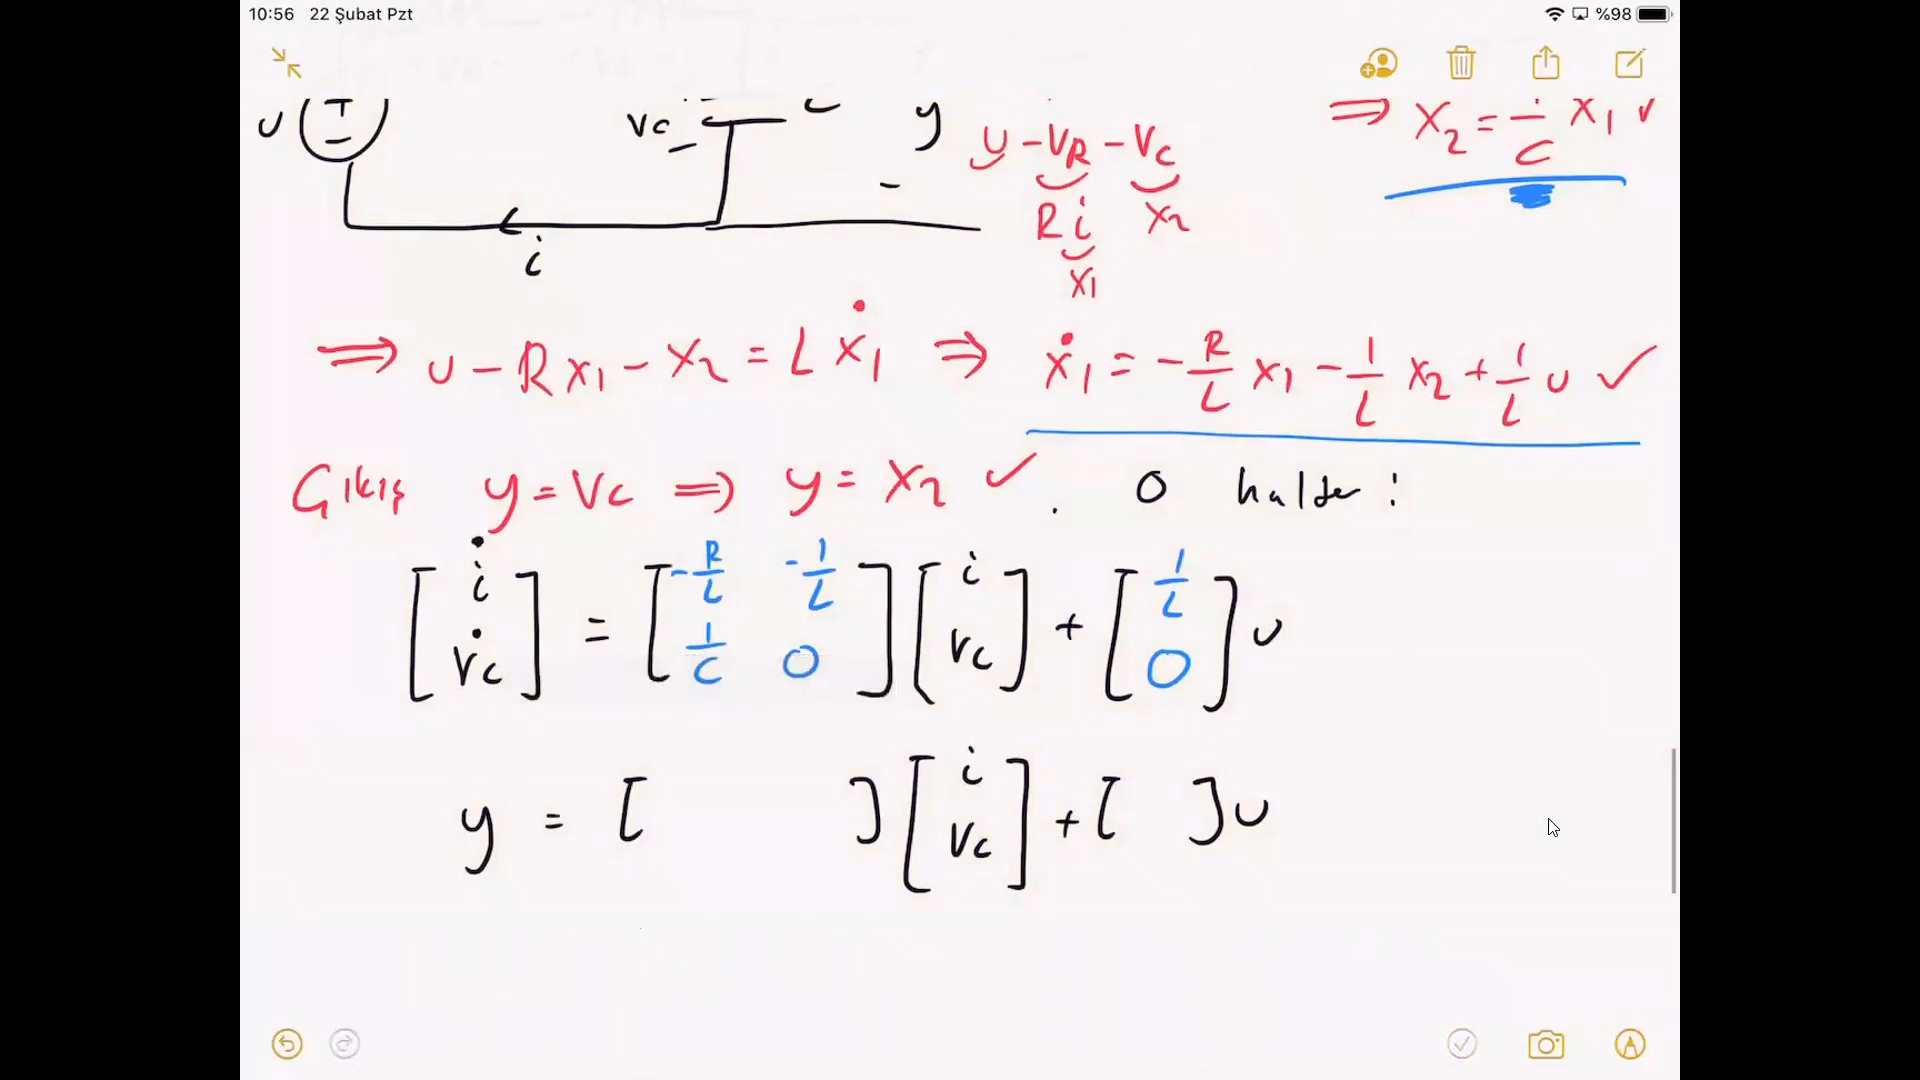 10:56 22 Şubat Pzt %98
u + − vc − c y −
i
u − VR − Vc
R i x2
x1
⇒ x2 = 1/C x1 ✓
⇒ u − R x1 − x2 = L ẋ1 ⇒ ẋ1 = −R/L x1 − 1/L x2 + 1/L u ✓
Çıkış y = Vc ⇒ y = x2 ✓ . O halde :
[ i̇ ; V̇c ] = [ −R/L −1/L ; 1/C 0 ] [ i ; Vc ] + [ 1/L ; 0 ] u
y = [ ] [ i ; Vc ] + [ ] u